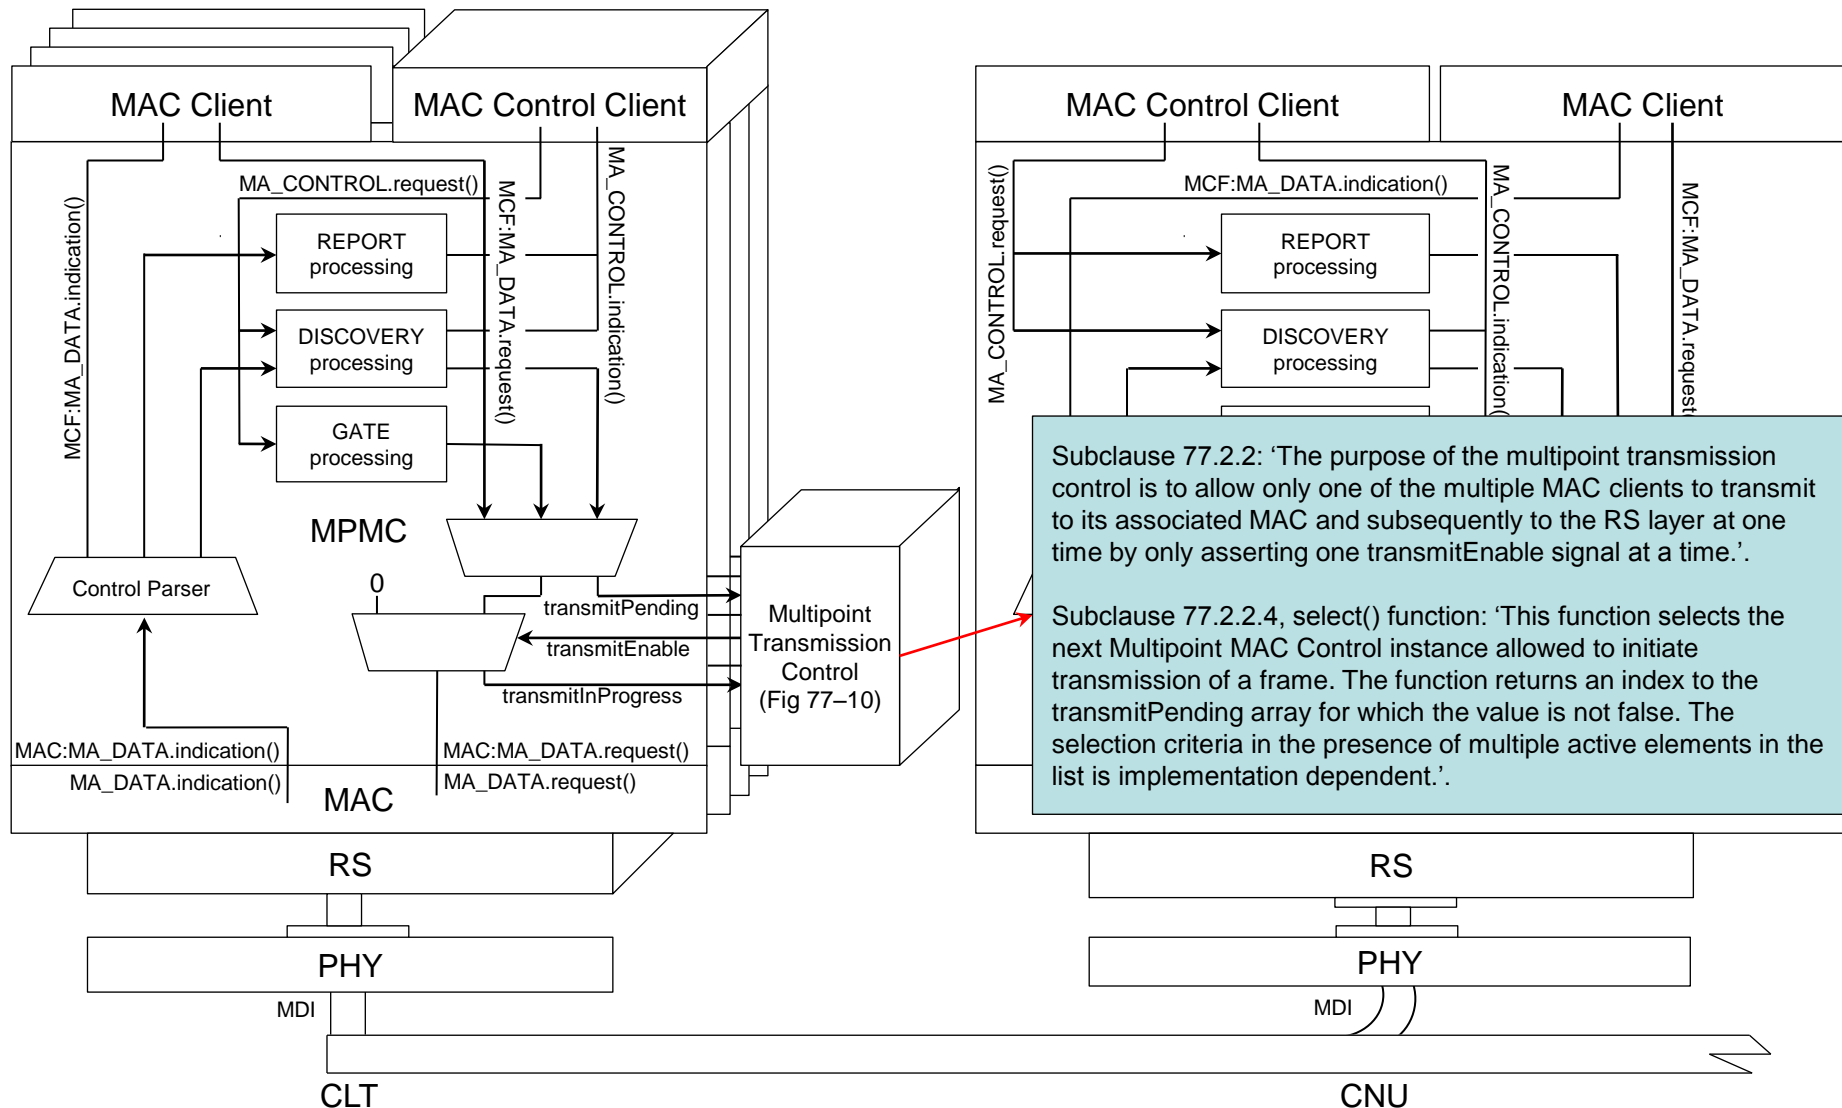 MAC Client
MAC Control Client
MAC Control Client
MAC Client
MCF:MA_DATA.indication()
MA_CONTROL.request()
MCF:MA_DATA.request()
MA_CONTROL.indication()
REPORT
processing
DISCOVERY
processing
GATE
processing
MPMC
Control Parser
0
transmitPending
transmitEnable
transmitInProgress
Multipoint
Transmission
Control
(Fig 77–10)
MAC:MA_DATA.indication()
MAC:MA_DATA.request()
MA_DATA.indication()
MA_DATA.request()
MAC
RS
PHY
MDI
CLT
MA_CONTROL.request()
MCF:MA_DATA.indication()
MA_CONTROL.indication()
MCF:MA_DATA.request(
REPORT
processing
DISCOVERY
processing
Subclause 77.2.2: ‘The purpose of the multipoint transmission
control is to allow only one of the multiple MAC clients to transmit
to its associated MAC and subsequently to the RS layer at one
time by only asserting one transmitEnable signal at a time.’.
Subclause 77.2.2.4, select() function: ‘This function selects the
next Multipoint MAC Control instance allowed to initiate
transmission of a frame. The function returns an index to the
transmitPending array for which the value is not false. The
selection criteria in the presence of multiple active elements in the
list is implementation dependent.’.
RS
PHY
MDI
CNU